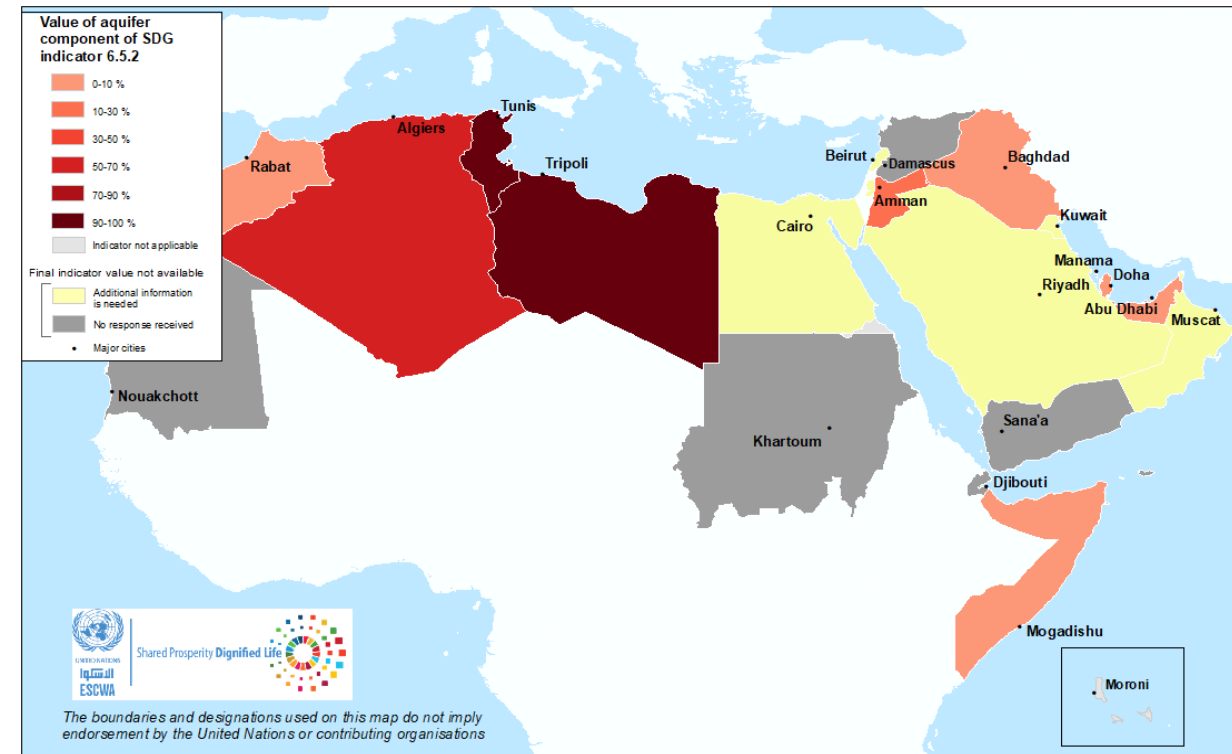 Value of aquifer
component of SDG
indicator 6.5.2
0-10 %
10-30 %
30-50 %
50-70 %
70-90 %
90-100 %
Indicator not applicable
Final indicator value not available
Additional information
is needed
No response received
Major cities
Tunis
Algiers
Rabat
Tripoli
Beirut
Damascus
Baghdad
Amman
Cairo
Kuwait
Manama
Doha
Riyadh
Abu Dhabi
Muscat
Nouakchott
Khartoum
Sana'a
Djibouti
Mogadishu
Moroni
UNITED NATIONS
الاسكوا
ESCWA
Shared Prosperity Dignified Life
The boundaries and designations used on this map do not imply
endorsement by the United Nations or contributing organisations